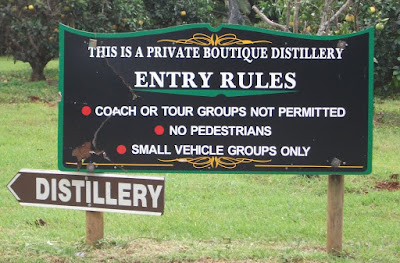 THIS IS A PRIVATE BOUTIQUE DISTILLERY
ENTRY RULES
COACH OR TOUR GROUPS NOT PERMITTED
NO PEDESTRIANS
SMALL VEHICLE GROUPS ONLY
DISTILLERY